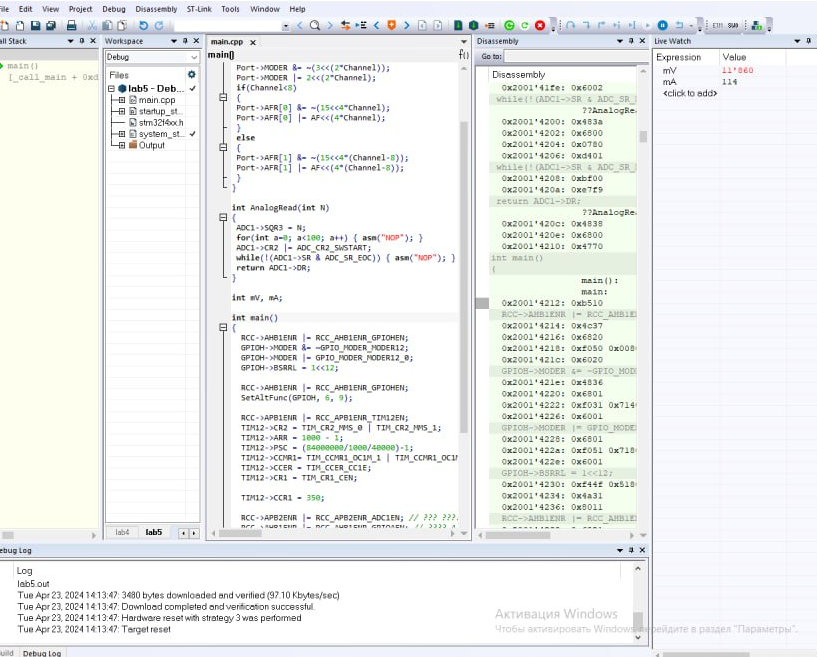 File Edit View Project Debug Disassembly ST-Link Tools Window Help
Call Stack
main()
[_call_main + 0xd
Workspace
Debug
Files
lab5 - Deb...
main.cpp
startup_st...
stm32f4xx.h
system_st...
Output
lab4 lab5
main.cpp
main()
f()
Port->MODER &= ~(3<<(2*Channel));
Port->MODER |= 2<<(2*Channel);
if(Channel<8)
{
Port->AFR[0] &= ~(15<<4*Channel);
Port->AFR[0] |= AF<<(4*Channel);
}
else
{
Port->AFR[1] &= ~(15<<4*(Channel-8));
Port->AFR[1] |= AF<<(4*(Channel-8));
}
}
int AnalogRead(int N)
{
ADC1->SQR3 = N;
for(int a=0; a<100; a++) { asm("NOP"); }
ADC1->CR2 |= ADC_CR2_SWSTART;
while(!(ADC1->SR & ADC_SR_EOC)) { asm("NOP"); }
return ADC1->DR;
}
int mV, mA;
int main()
{
RCC->AHB1ENR |= RCC_AHB1ENR_GPIOHEN;
GPIOH->MODER &= ~GPIO_MODER_MODER12;
GPIOH->MODER |= GPIO_MODER_MODER12_0;
GPIOH->BSRRL = 1<<12;
RCC->AHB1ENR |= RCC_AHB1ENR_GPIOHEN;
SetAltFunc(GPIOH, 6, 9);
RCC->APB1ENR |= RCC_APB1ENR_TIM12EN;
TIM12->CR2 = TIM_CR2_MMS_0 | TIM_CR2_MMS_1;
TIM12->ARR = 1000 - 1;
TIM12->PSC = (84000000/1000/40000)-1;
TIM12->CCMR1= TIM_CCMR1_OC1M_1 | TIM_CCMR1_OC1M
TIM12->CCER = TIM_CCER_CC1E;
TIM12->CR1 = TIM_CR1_CEN;
TIM12->CCR1 = 350;
RCC->APB2ENR |= RCC_APB2ENR_ADC1EN; // ??? ???.
Disassembly
Go to:
Disassembly
0x2001'41fe: 0x6002
while(!(ADC1->SR & ADC_SR_
??AnalogRe
0x2001'4200: 0x483a
0x2001'4202: 0x6800
0x2001'4204: 0x0780
0x2001'4206: 0xd401
while(!(ADC1->SR & ADC_SR_
0x2001'4208: 0xbf00
0x2001'420a: 0xe7f9
return ADC1->DR;
??AnalogRe
0x2001'420c: 0x4838
0x2001'420e: 0x6800
0x2001'4210: 0x4770
int main()
{
main():
main:
0x2001'4212: 0xb510
RCC->AHB1ENR |= RCC_AHB1E
0x2001'4214: 0x4c37
0x2001'4216: 0x6820
0x2001'4218: 0xf050 0x008
0x2001'421c: 0x6020
GPIOH->MODER &= ~GPIO_MOD
0x2001'421e: 0x4836
0x2001'4220: 0x6801
0x2001'4222: 0xf031 0x714
0x2001'4226: 0x6001
GPIOH->MODER |= GPIO_MODE
0x2001'4228: 0x6801
0x2001'422a: 0xf051 0x718
0x2001'422e: 0x6001
GPIOH->BSRRL = 1<<12;
0x2001'4230: 0xf44f 0x518
0x2001'4234: 0x4a31
0x2001'4236: 0x8011
RCC->AHB1ENR |= RCC_AHB1E
Live Watch
Expression Value
mV 11'860
mA 114
<click to add>
Debug Log
Log
lab5.out
Tue Apr 23, 2024 14:13:47: 3480 bytes downloaded and verified (97.10 Kbytes/sec)
Tue Apr 23, 2024 14:13:47: Download completed and verification successful.
Tue Apr 23, 2024 14:13:47: Hardware reset with strategy 3 was performed
Tue Apr 23, 2024 14:13:47: Target reset
Активация Windows
Чтобы активировать Windows, перейдите в раздел "Параметры".
Build Debug Log